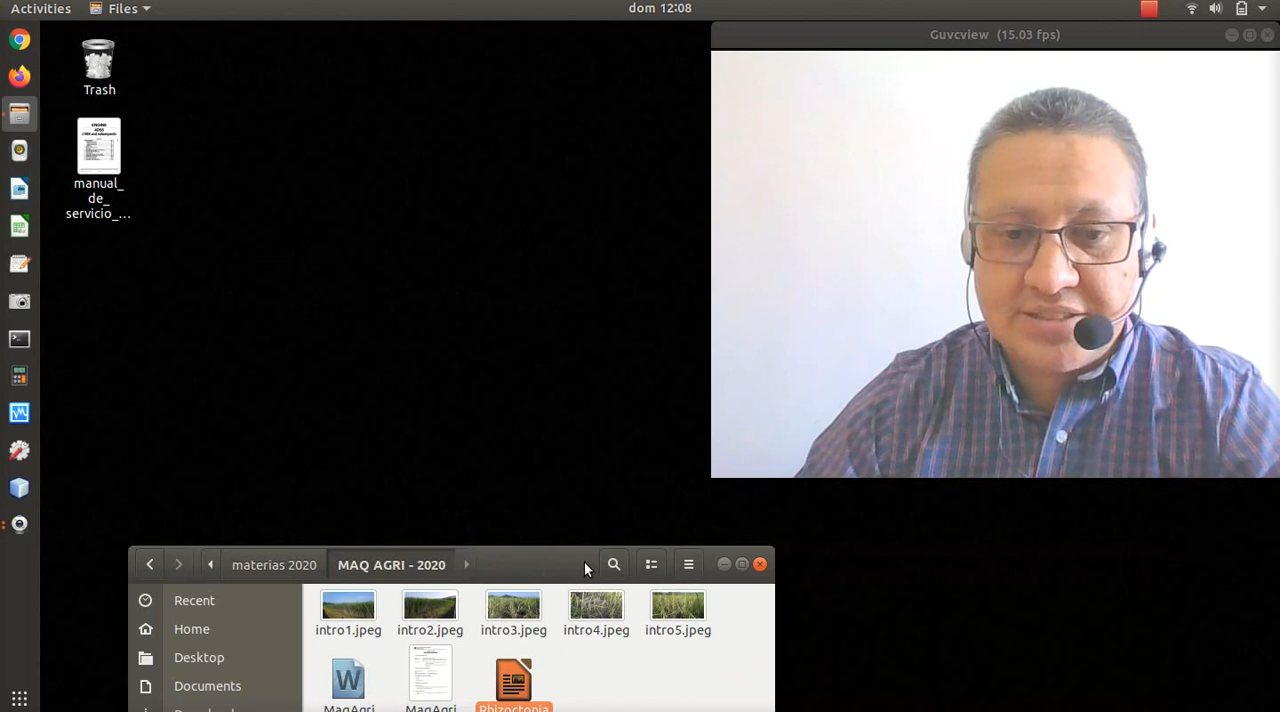 Activities Files dom 12:08
Guvcview (15.03 fps)
Trash
manual_
de_
servicio_...
materias 2020 MAQ AGRI - 2020
Recent
Home
Desktop
Documents
intro1.jpeg intro2.jpeg intro3.jpeg intro4.jpeg intro5.jpeg
W
MaqAgri MaqAgri Rhizoctonia